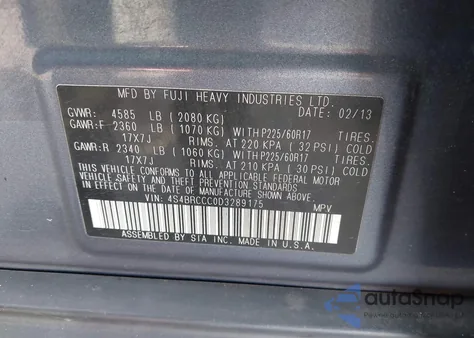 MFD BY FUJI HEAVY INDUSTRIES LTD.
GVWR: 4585 LB (2080 KG) DATE: 02/13
GAWR:F 2360 LB (1070 KG) WITH P225/60R17 TIRES.
17X7J RIMS. AT 220 KPA (32 PSI) COLD
GAWR:R 2340 LB (1060 KG) WITH P225/60R17 TIRES.
17X7J RIMS. AT 210 KPA (30 PSI) COLD
THIS VEHICLE CONFORMS TO ALL APPLICABLE
FEDERAL MOTOR VEHICLE SAFETY
STANDARDS IN EFFECT ON THE DATE OF
MANUFACTURE SHOWN ABOVE.
VIN: 4S4BRCCC0D3289175 MPV
ASSEMBLED BY SIA INC. MADE IN U.S.A.
autoSnap